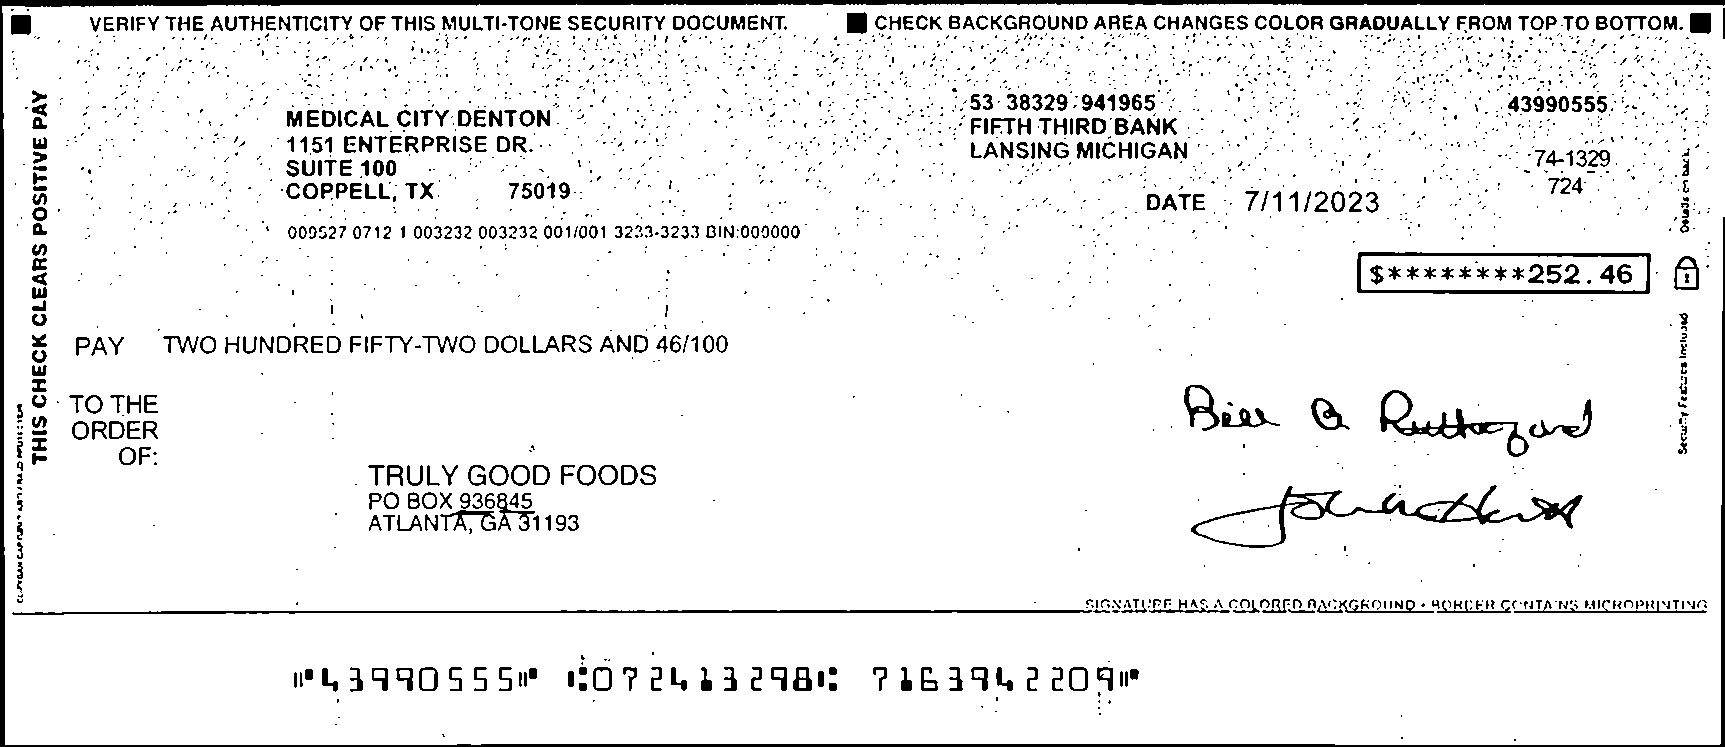 VERIFY THE AUTHENTICITY OF THIS MULTI-TONE SECURITY DOCUMENT. CHECK BACKGROUND AREA CHANGES COLOR GRADUALLY FROM TOP TO BOTTOM.
THIS CHECK CLEARS POSITIVE PAY
MEDICAL CITY DENTON
1151 ENTERPRISE DR.
SUITE 100
COPPELL, TX 75019
009527 0712 1 003232 003232 001/001 3233-3233 BIN:000000
53 38329 941965
FIFTH THIRD BANK
LANSING MICHIGAN
43990555
74-1329
724
DATE 7/11/2023
$********252.46
Security Features Included
Details on back.
PAY TWO HUNDRED FIFTY-TWO DOLLARS AND 46/100
TO THE
ORDER
OF:
TRULY GOOD FOODS
PO BOX 936845
ATLANTA, GA 31193
SIGNATURE HAS A COLORED BACKGROUND • BORDER CONTAINS MICROPRINTING
⑈43990555⑈ ⑆072413298⑆ 7163942209⑈